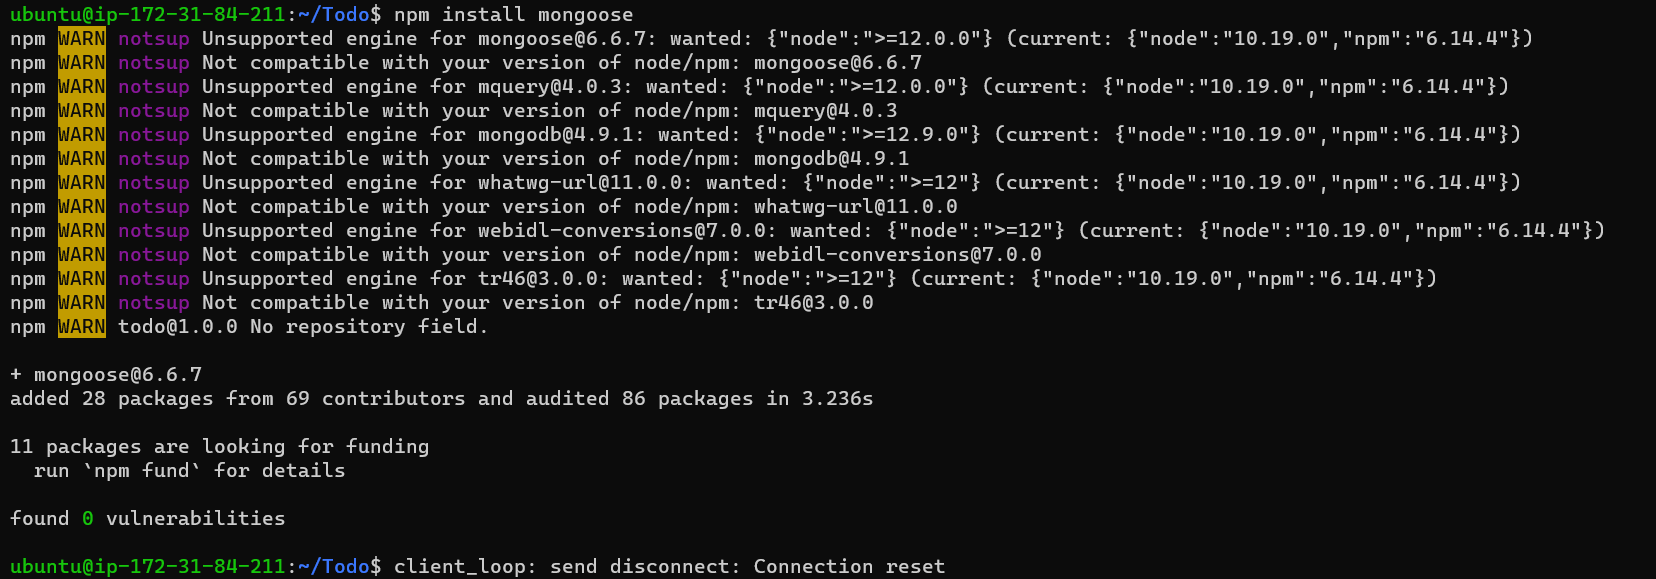 ubuntu@ip-172-31-84-211:~/Todo$ npm install mongoose
npm WARN notsup Unsupported engine for mongoose@6.6.7: wanted: {"node":">=12.0.0"} (current: {"node":"10.19.0","npm":"6.14.4"})
npm WARN notsup Not compatible with your version of node/npm: mongoose@6.6.7
npm WARN notsup Unsupported engine for mquery@4.0.3: wanted: {"node":">=12.0.0"} (current: {"node":"10.19.0","npm":"6.14.4"})
npm WARN notsup Not compatible with your version of node/npm: mquery@4.0.3
npm WARN notsup Unsupported engine for mongodb@4.9.1: wanted: {"node":">=12.9.0"} (current: {"node":"10.19.0","npm":"6.14.4"})
npm WARN notsup Not compatible with your version of node/npm: mongodb@4.9.1
npm WARN notsup Unsupported engine for whatwg-url@11.0.0: wanted: {"node":">=12"} (current: {"node":"10.19.0","npm":"6.14.4"})
npm WARN notsup Not compatible with your version of node/npm: whatwg-url@11.0.0
npm WARN notsup Unsupported engine for webidl-conversions@7.0.0: wanted: {"node":">=12"} (current: {"node":"10.19.0","npm":"6.14.4"})
npm WARN notsup Not compatible with your version of node/npm: webidl-conversions@7.0.0
npm WARN notsup Unsupported engine for tr46@3.0.0: wanted: {"node":">=12"} (current: {"node":"10.19.0","npm":"6.14.4"})
npm WARN notsup Not compatible with your version of node/npm: tr46@3.0.0
npm WARN todo@1.0.0 No repository field.
+ mongoose@6.6.7
added 28 packages from 69 contributors and audited 86 packages in 3.236s
11 packages are looking for funding
run `npm fund` for details
found 0 vulnerabilities
ubuntu@ip-172-31-84-211:~/Todo$ client_loop: send disconnect: Connection reset